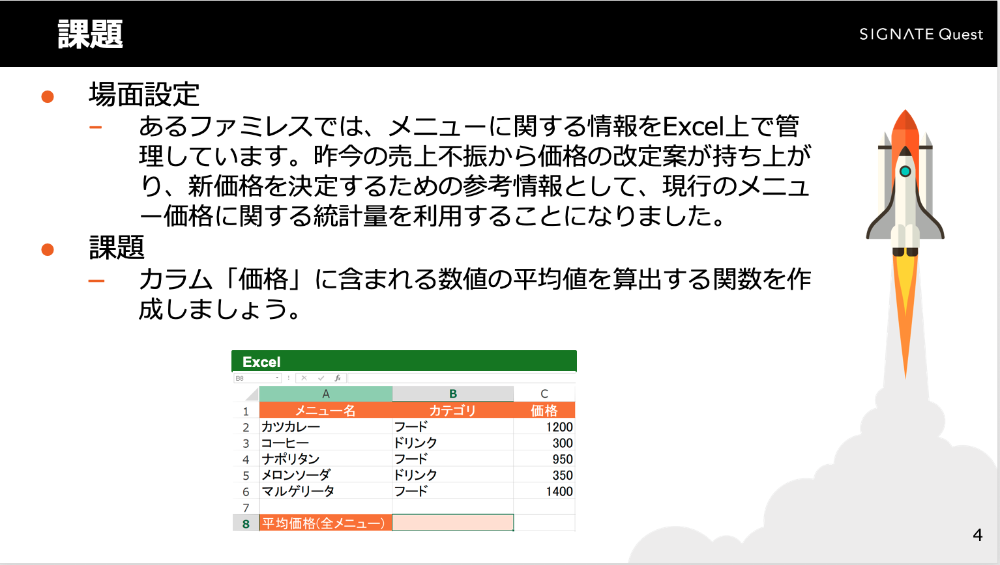 課題
SIGNATE Quest
場面設定
あるファミレスでは、メニューに関する情報をExcel上で管
理しています。昨今の売上不振から価格の改定案が持ち上が
り、新価格を決定するための参考情報として、現行のメニュ
ー価格に関する統計量を利用することになりました。
課題
カラム「価格」に含まれる数値の平均値を算出する関数を作
成しましょう。
Excel
B8 fx
A B C
1 メニュー名 カテゴリ 価格
2 カツカレー フード 1200
3 コーヒー ドリンク 300
4 ナポリタン フード 950
5 メロンソーダ ドリンク 350
6 マルゲリータ フード 1400
7
8 平均価格(全メニュー)
4